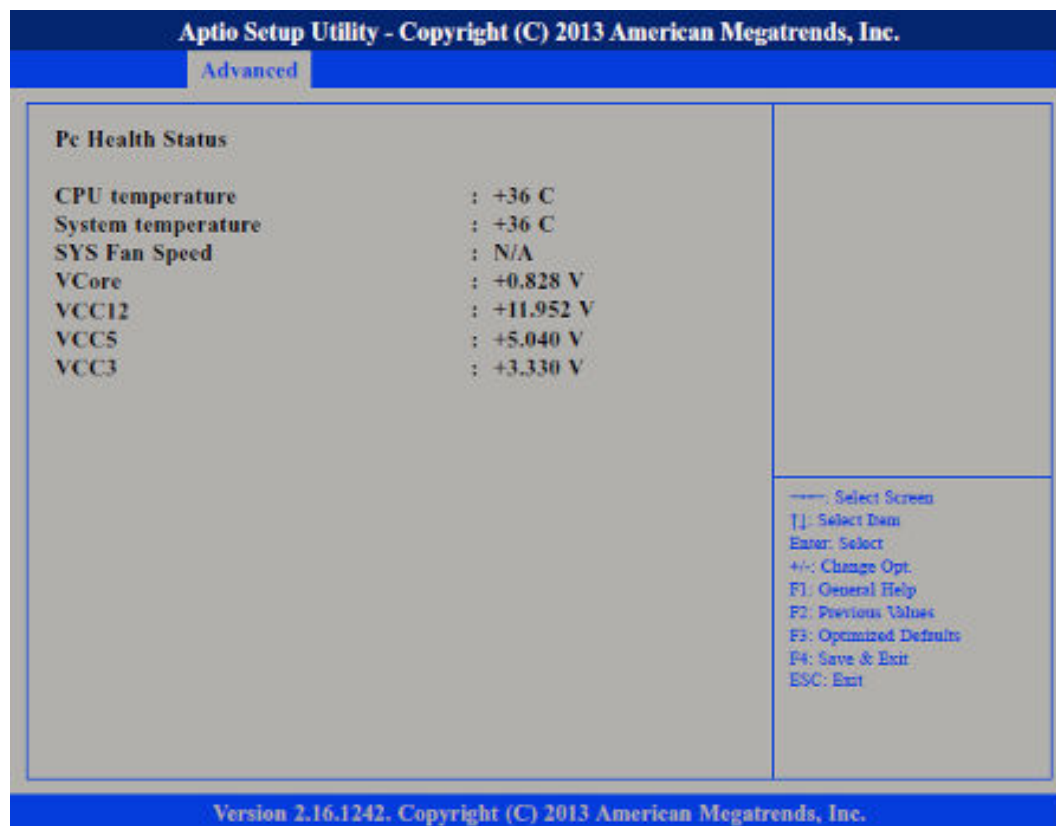 Aptio Setup Utility - Copyright (C) 2013 American Megatrends, Inc.
Advanced
Pc Health Status
CPU temperature : +36 C
System temperature : +36 C
SYS Fan Speed : N/A
VCore : +0.828 V
VCC12 : +11.952 V
VCC5 : +5.040 V
VCC3 : +3.330 V
→←: Select Screen
↑↓: Select Item
Enter: Select
+/-: Change Opt.
F1: General Help
F2: Previous Values
F3: Optimized Defaults
F4: Save & Exit
ESC: Exit
Version 2.16.1242. Copyright (C) 2013 American Megatrends, Inc.